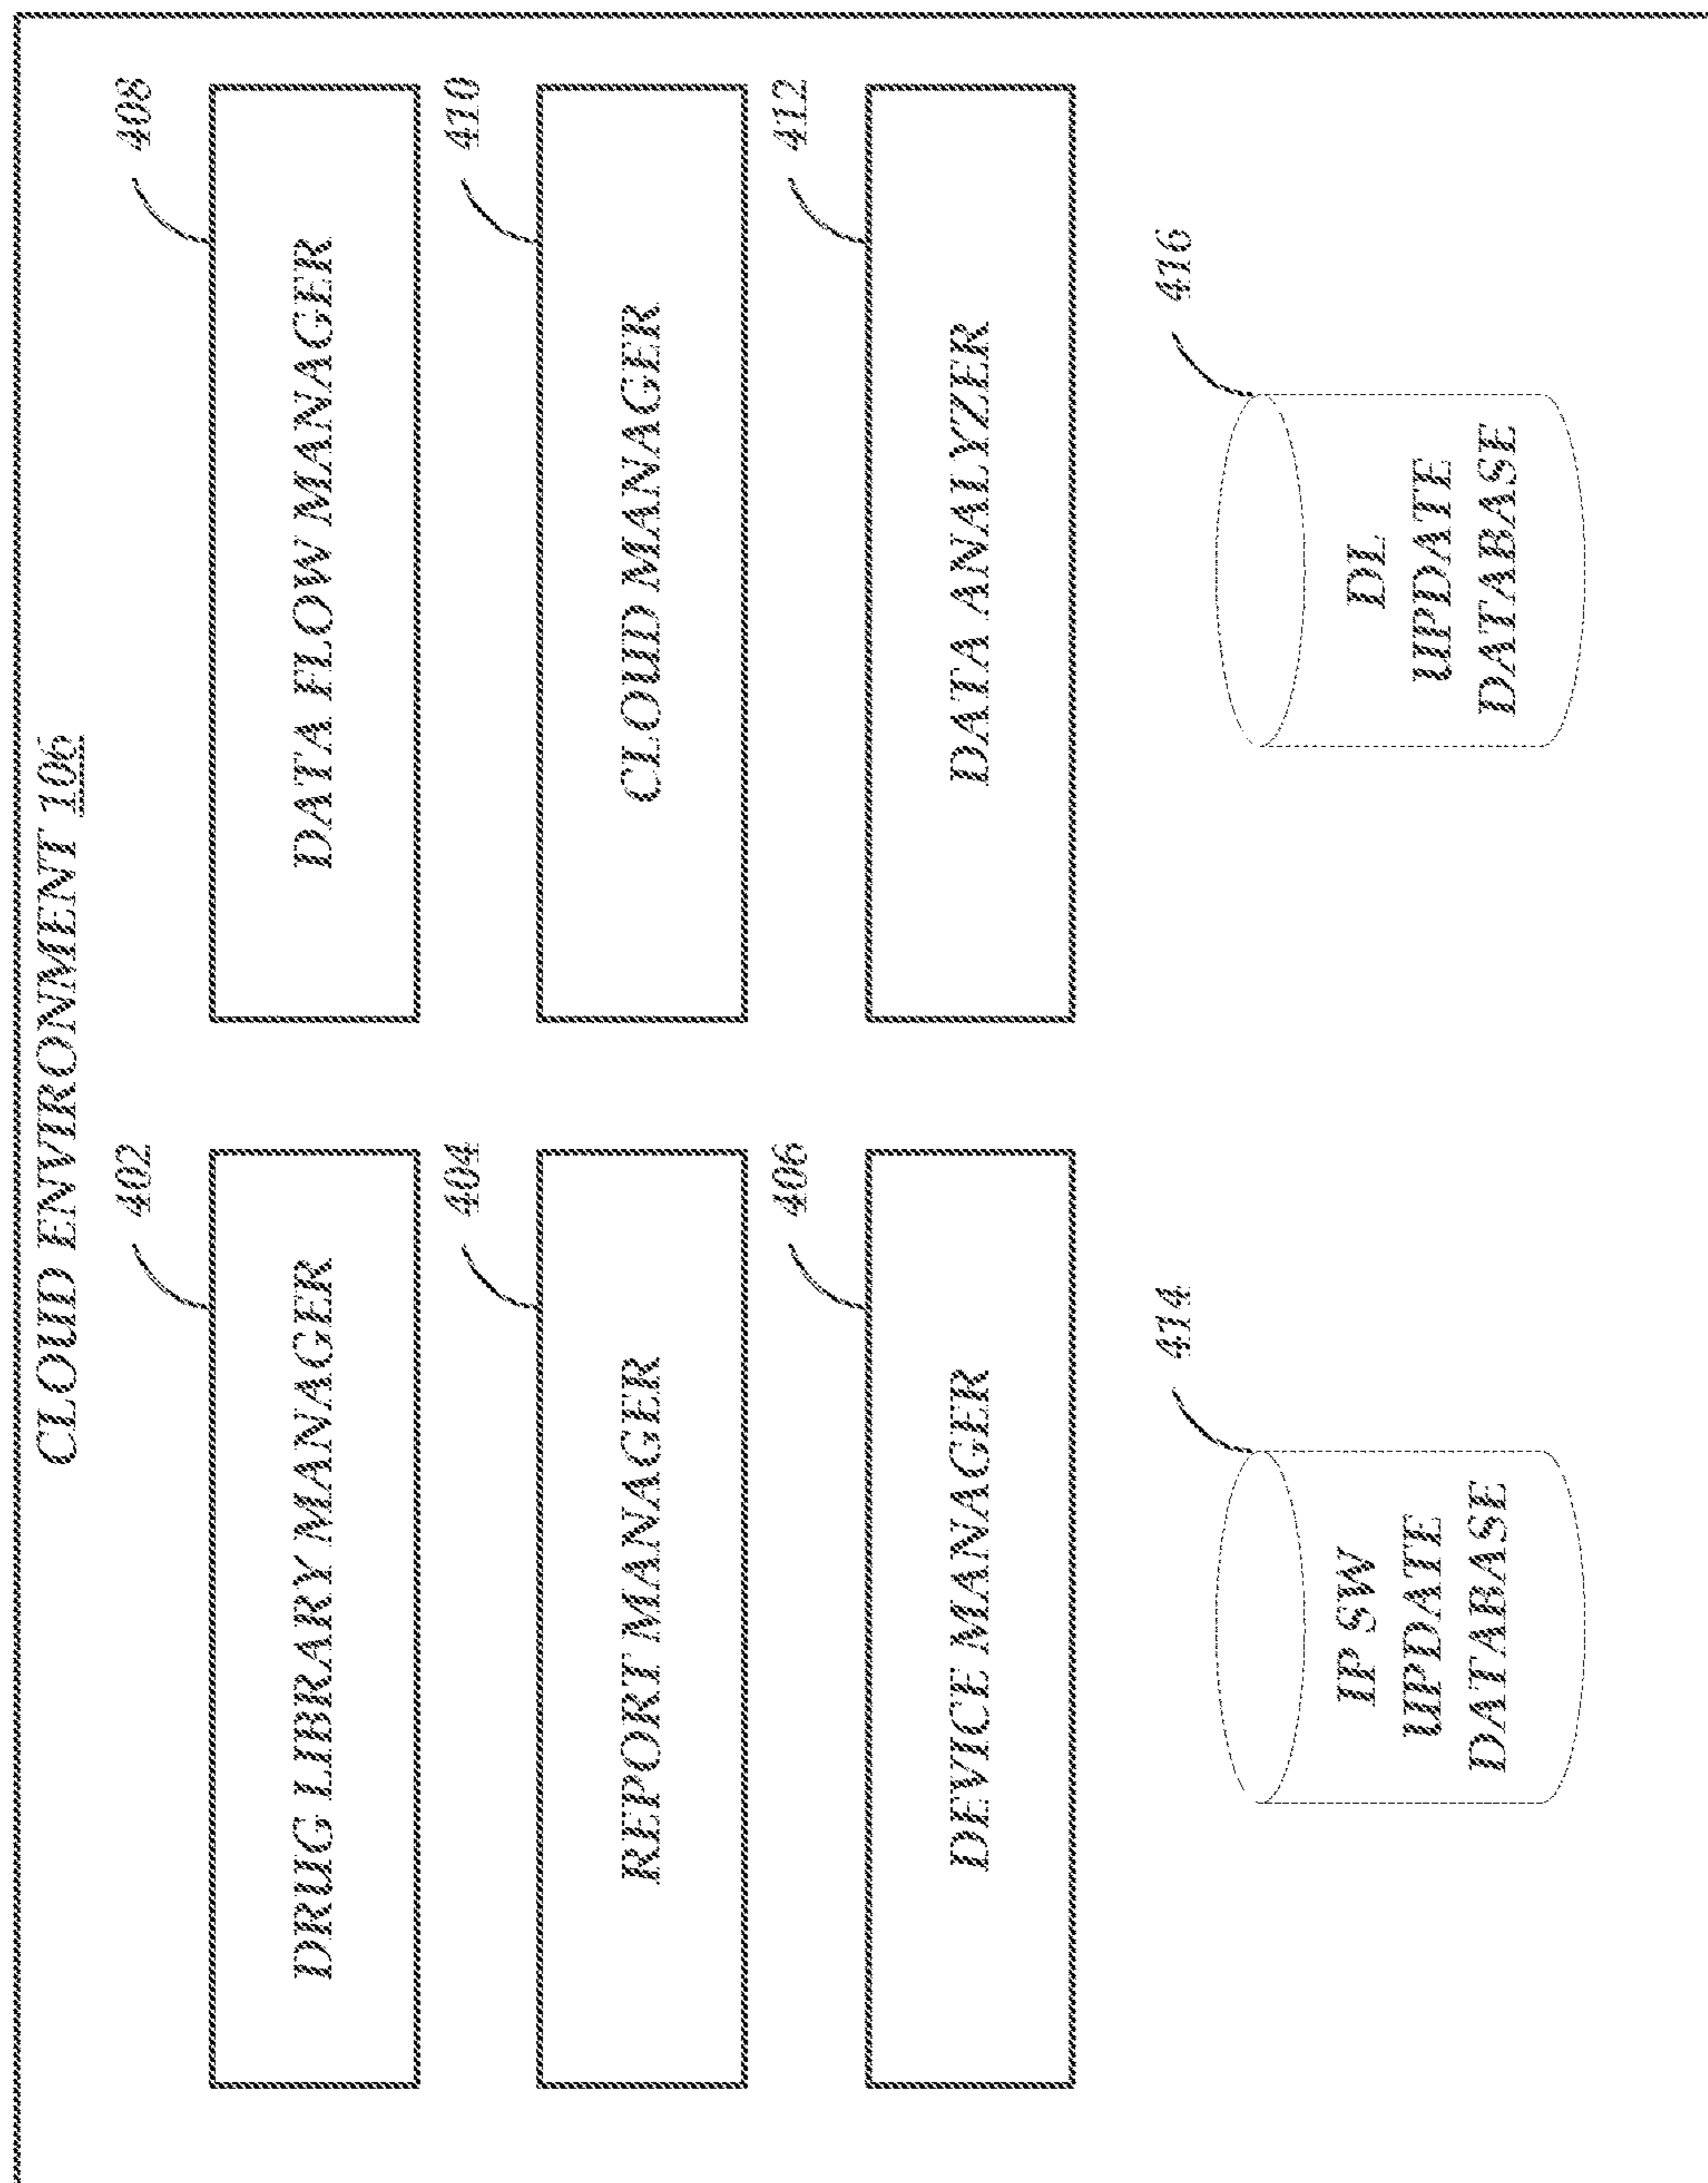 CLOUD ENVIRONMENT 106
402
DRUG LIBRARY MANAGER
408
DATA FLOW MANAGER
404
REPORT MANAGER
410
CLOUD MANAGER
406
DEVICE MANAGER
412
DATA ANALYZER
414
IP SW
UPDATE
DATABASE
416
DL
UPDATE
DATABASE